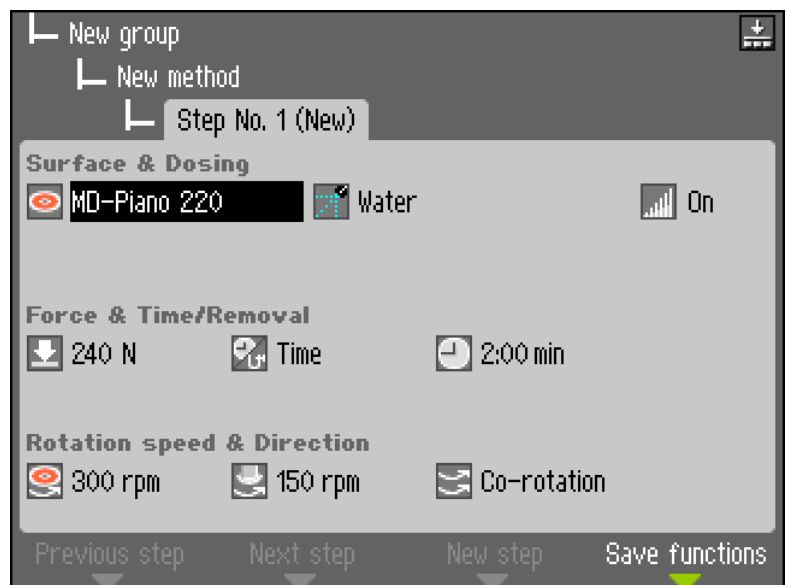 New group
New method
Step No. 1 (New)
Surface & Dosing
MD-Piano 220 Water On
Force & Time/Removal
240 N Time 2:00 min
Rotation speed & Direction
300 rpm 150 rpm Co-rotation
Previous step Next step New step Save functions